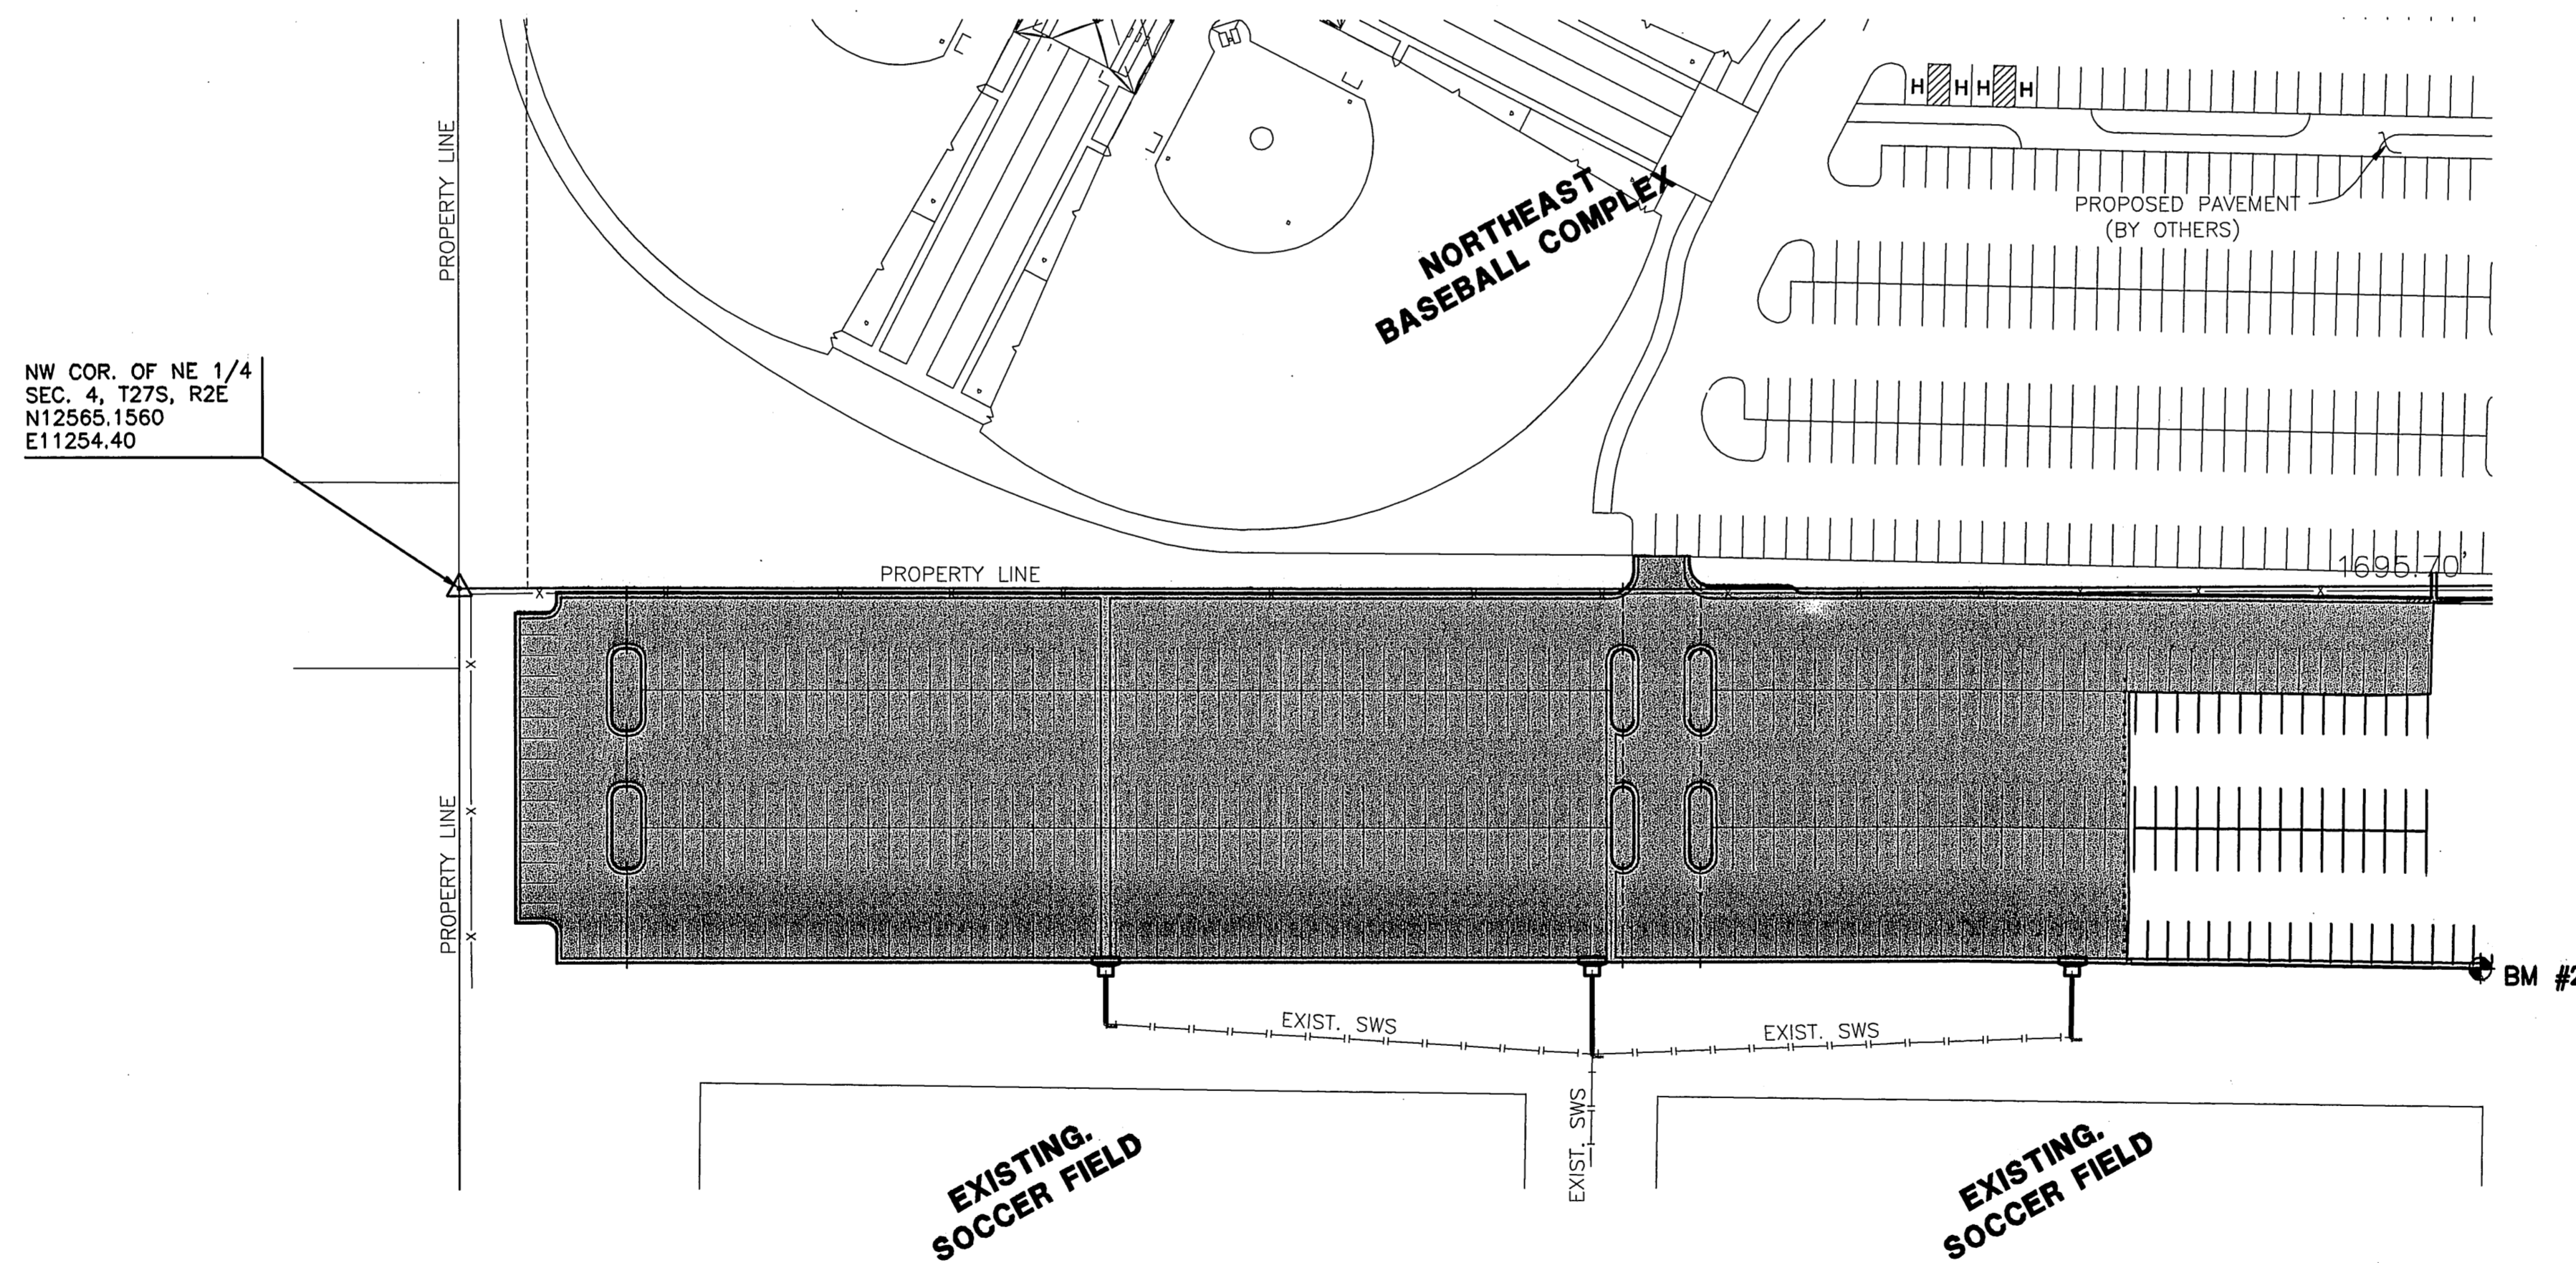 H H H H
PROPERTY LINE
PROPOSED PAVEMENT
(BY OTHERS)
NORTHEAST
BASEBALL COMPLEX
NW COR. OF NE 1/4
SEC. 4, T27S, R2E
N12565.1560
E11254.40
PROPERTY LINE
1695.70'
PROPERTY LINE
BM #2
EXIST. SWS
EXIST. SWS
EXIST. SWS
EXISTING.
SOCCER FIELD
EXISTING.
SOCCER FIELD